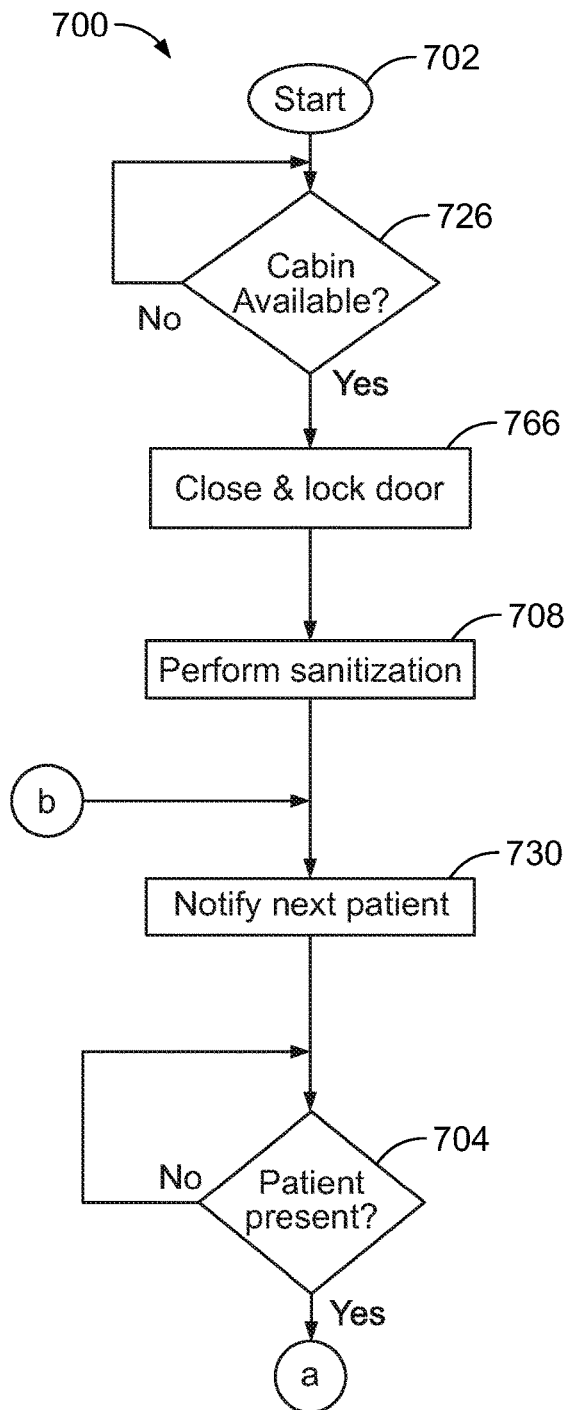 700
702
Start
726
Cabin
Available?
No
Yes
766
Close & lock door
708
Perform sanitization
b
730
Notify next patient
704
No
Patient
present?
Yes
a